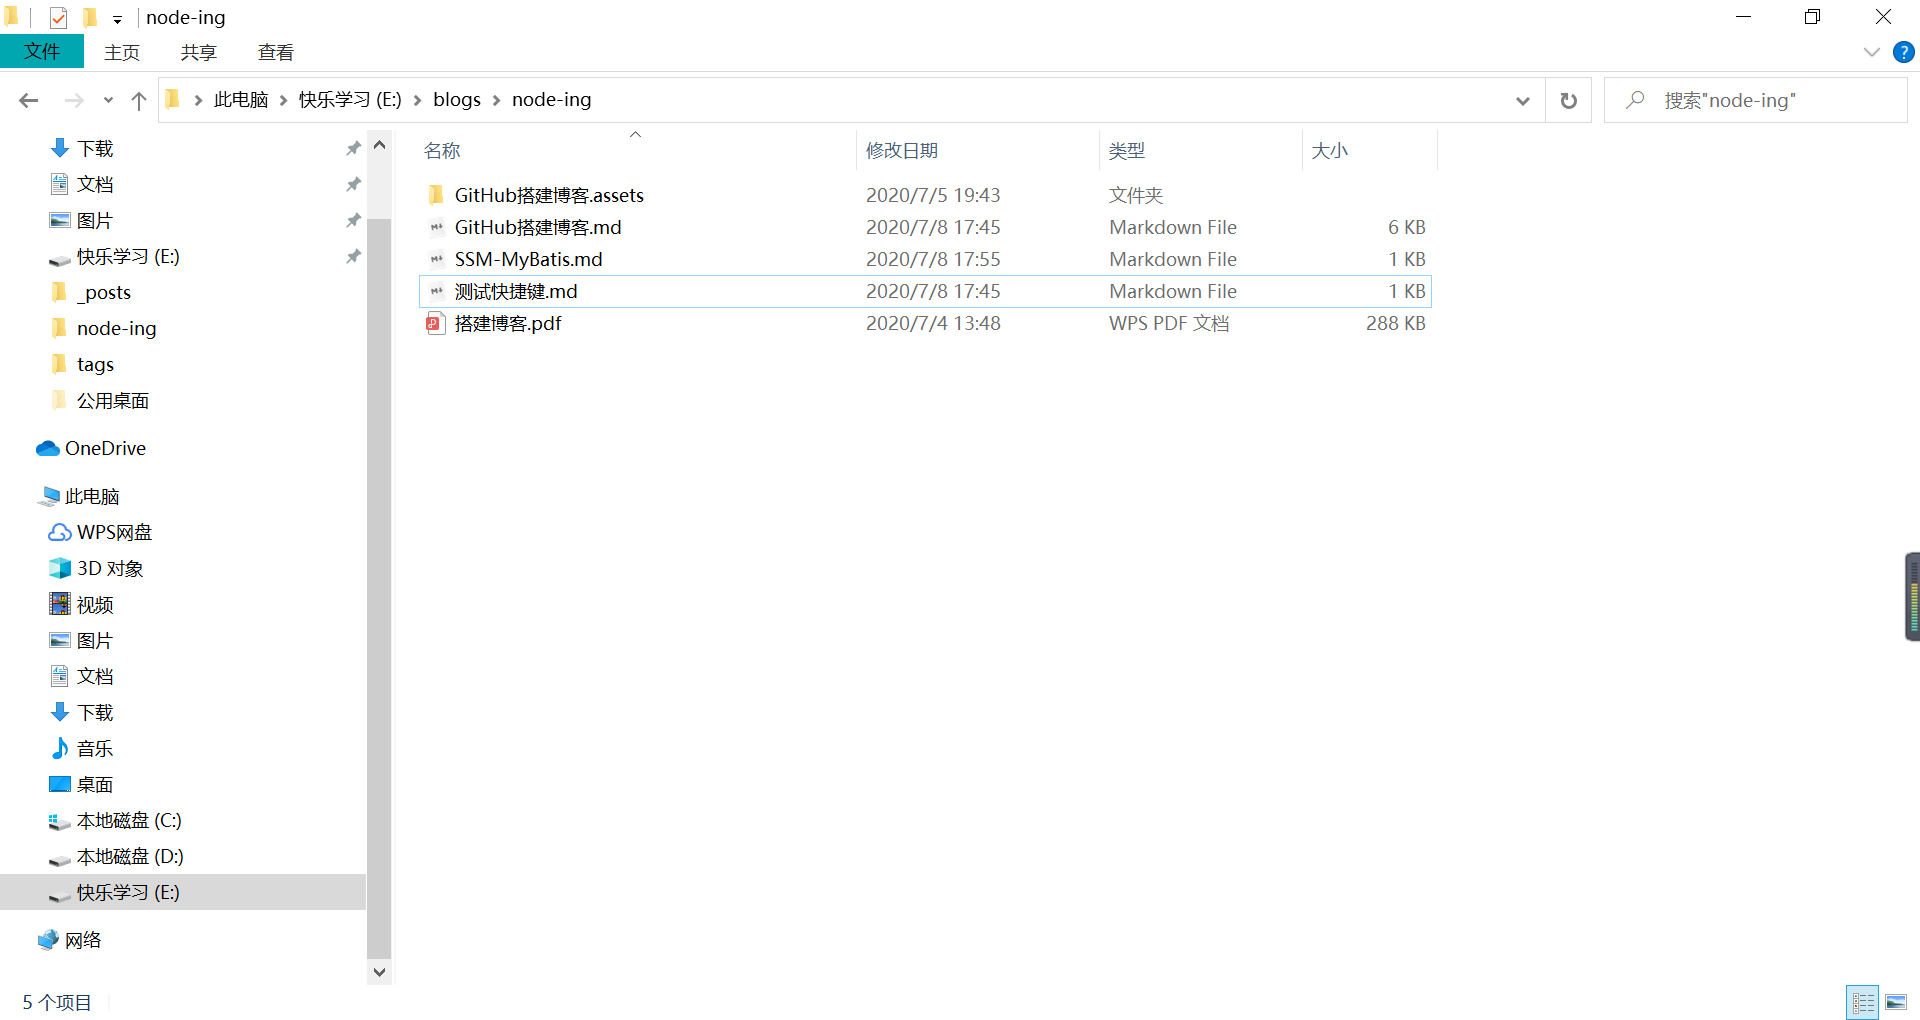 node-ing
文件 主页 共享 查看
此电脑 快乐学习 (E:) blogs node-ing 搜索"node-ing"
下载
文档
图片
快乐学习 (E:)
_posts
node-ing
tags
公用桌面
OneDrive
此电脑
WPS网盘
3D 对象
视频
图片
文档
下载
音乐
桌面
本地磁盘 (C:)
本地磁盘 (D:)
快乐学习 (E:)
网络
名称 修改日期 类型 大小
GitHub搭建博客.assets 2020/7/5 19:43 文件夹
GitHub搭建博客.md 2020/7/8 17:45 Markdown File 6 KB
SSM-MyBatis.md 2020/7/8 17:55 Markdown File 1 KB
测试快捷键.md 2020/7/8 17:45 Markdown File 1 KB
搭建博客.pdf 2020/7/4 13:48 WPS PDF 文档 288 KB
5 个项目